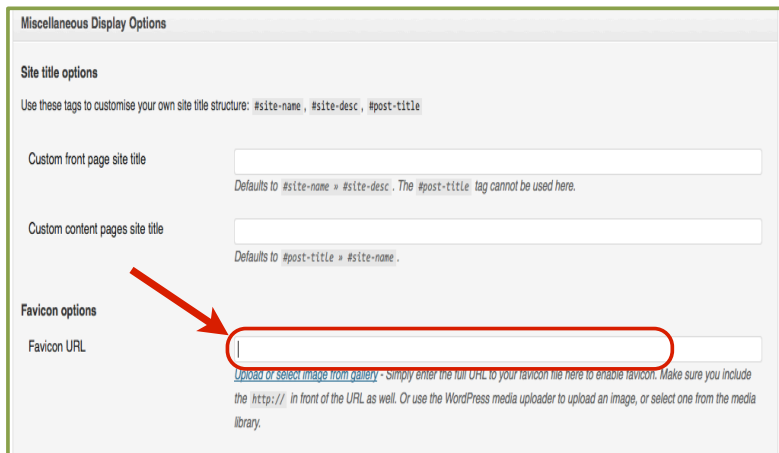 Miscellaneous Display Options
Site title options
Use these tags to customise your own site title structure: #site-name, #site-desc, #post-title
Custom front page site title
Defaults to #site-name » #site-desc. The #post-title tag cannot be used here.
Custom content pages site title
Defaults to #post-title » #site-name.
Favicon options
Favicon URL
Upload or select image from gallery - Simply enter the full URL to your favicon file here to enable favicon. Make sure you include
the http:// in front of the URL as well. Or use the WordPress media uploader to upload an image, or select one from the media
library.